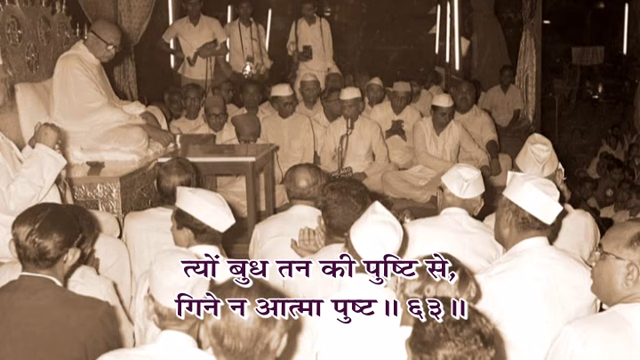 त्यों बुध तन की पुष्टि से,
गिने न आत्मा पुष्ट ॥ ६३ ॥